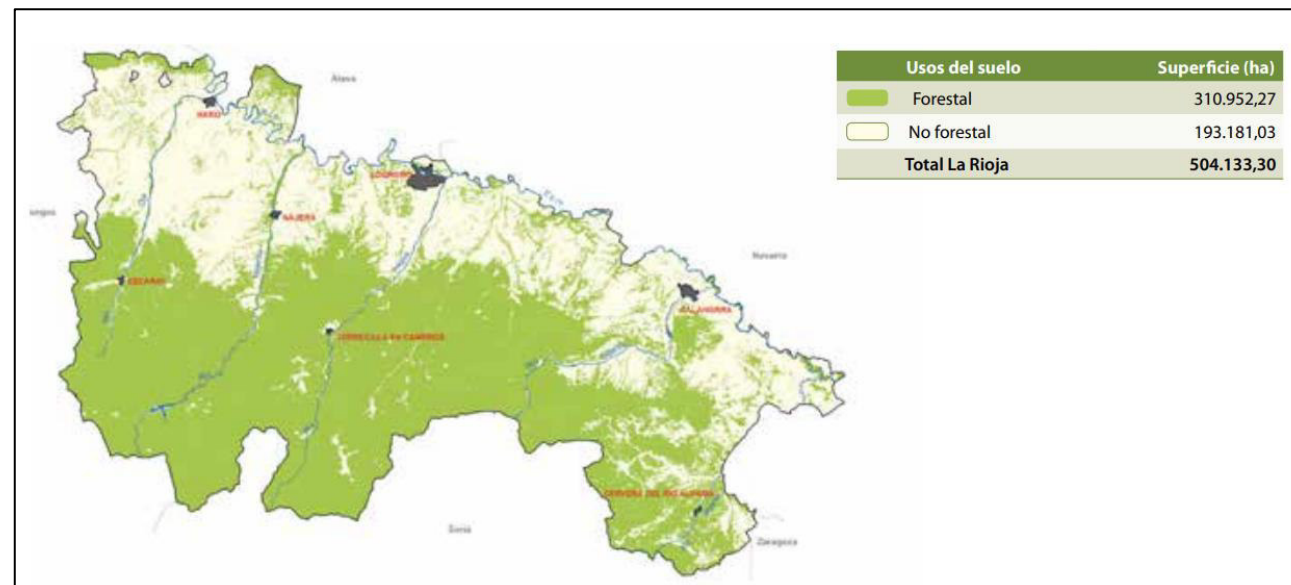 Usos del suelo Superficie (ha)
Forestal 310.952,27
No forestal 193.181,03
Total La Rioja 504.133,30
Álava
HARO
LOGROÑO
NÁJERA
Navarra
EZCARAY
CALAHORRA
TORRECILLA EN CAMEROS
CERVERA DEL RÍO ALHAMA
Soria
Zaragoza